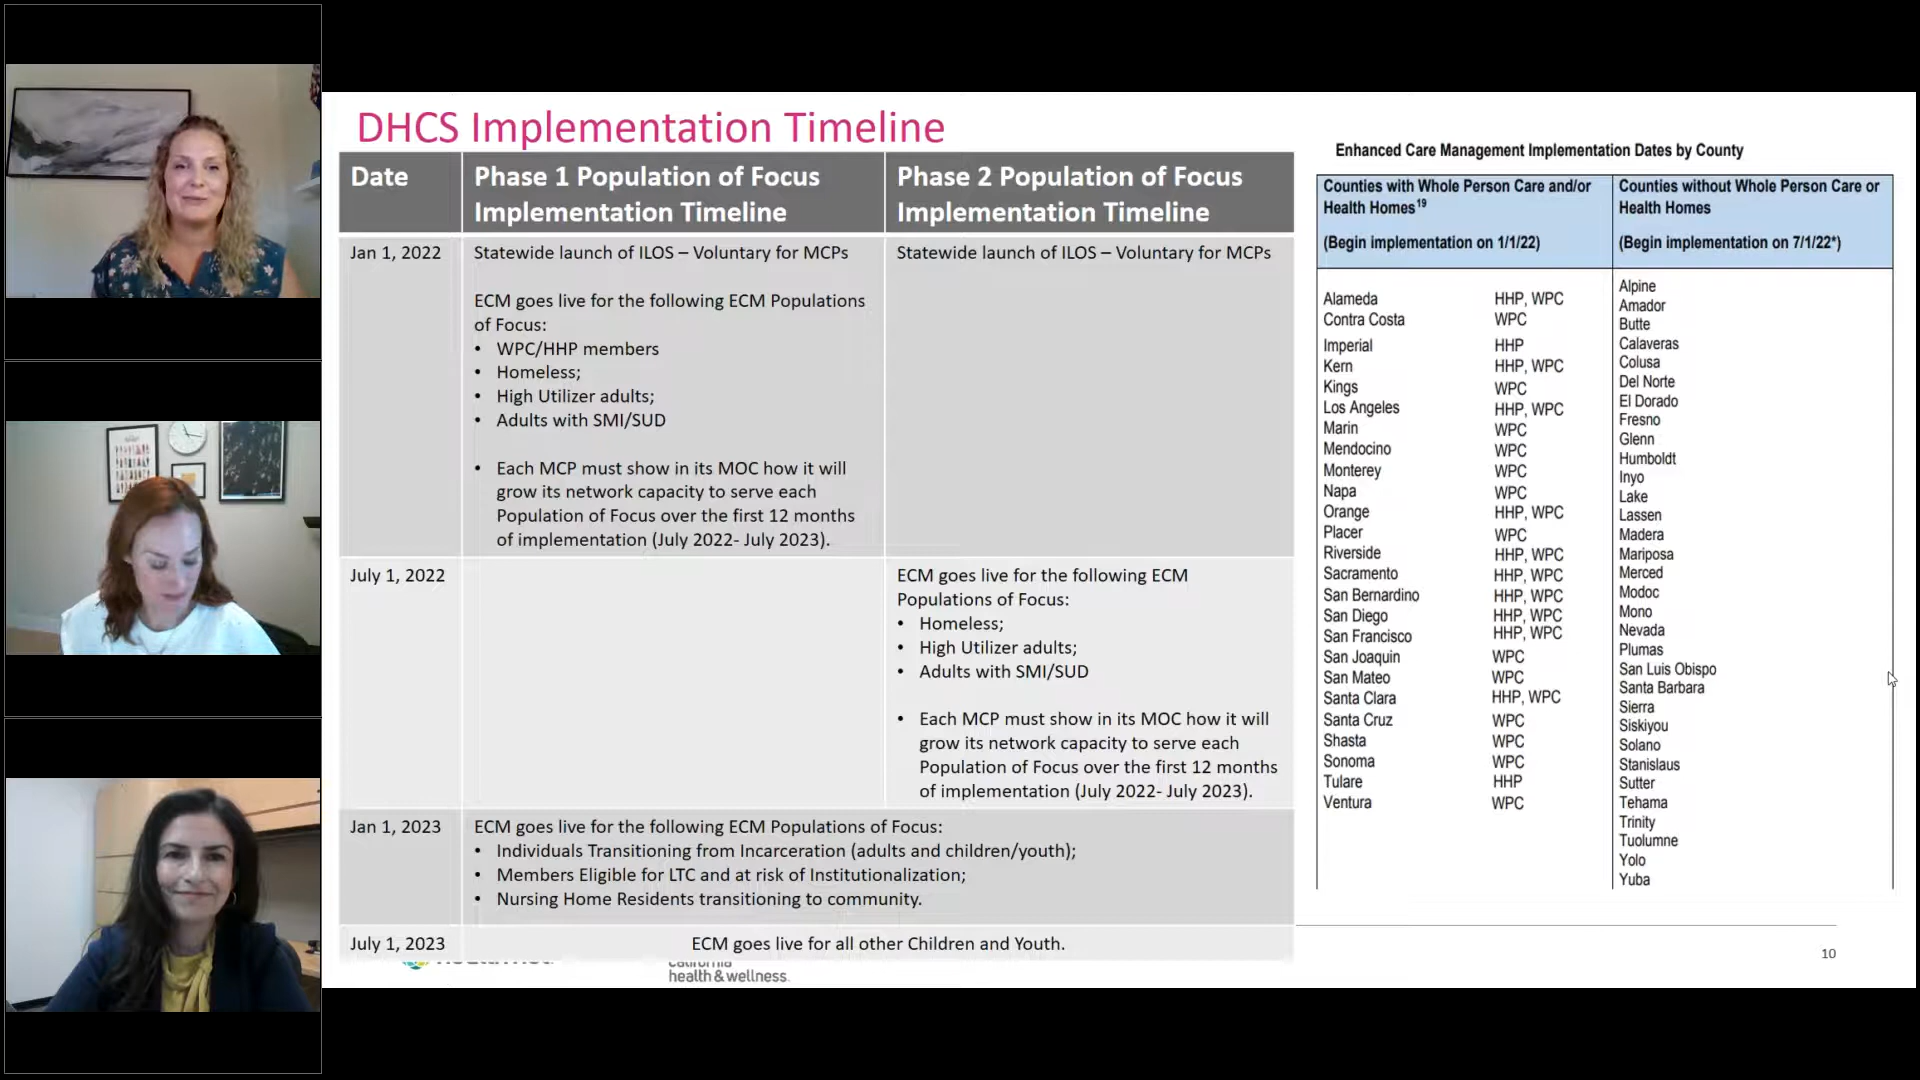 DHCS Implementation Timeline
Date
Phase 1 Population of Focus
Implementation Timeline
Phase 2 Population of Focus
Implementation Timeline
Jan 1, 2022
Statewide launch of ILOS – Voluntary for MCPs
ECM goes live for the following ECM Populations
of Focus:
• WPC/HHP members
• Homeless;
• High Utilizer adults;
• Adults with SMI/SUD
• Each MCP must show in its MOC how it will
grow its network capacity to serve each
Population of Focus over the first 12 months
of implementation (July 2022- July 2023).
Statewide launch of ILOS – Voluntary for MCPs
July 1, 2022
ECM goes live for the following ECM
Populations of Focus:
• Homeless;
• High Utilizer adults;
• Adults with SMI/SUD
• Each MCP must show in its MOC how it will
grow its network capacity to serve each
Population of Focus over the first 12 months
of implementation (July 2022- July 2023).
Jan 1, 2023
ECM goes live for the following ECM Populations of Focus:
• Individuals Transitioning from Incarceration (adults and children/youth);
• Members Eligible for LTC and at risk of Institutionalization;
• Nursing Home Residents transitioning to community.
July 1, 2023
ECM goes live for all other Children and Youth.
california
health & wellness.
Enhanced Care Management Implementation Dates by County
Counties with Whole Person Care and/or
Health Homes19
(Begin implementation on 1/1/22)
Counties without Whole Person Care or
Health Homes
(Begin implementation on 7/1/22*)
Alameda HHP, WPC
Contra Costa WPC
Imperial HHP
Kern HHP, WPC
Kings WPC
Los Angeles HHP, WPC
Marin WPC
Mendocino WPC
Monterey WPC
Napa WPC
Orange HHP, WPC
Placer WPC
Riverside HHP, WPC
Sacramento HHP, WPC
San Bernardino HHP, WPC
San Diego HHP, WPC
San Francisco HHP, WPC
San Joaquin WPC
San Mateo WPC
Santa Clara HHP, WPC
Santa Cruz WPC
Shasta WPC
Sonoma WPC
Tulare HHP
Ventura WPC
Alpine
Amador
Butte
Calaveras
Colusa
Del Norte
El Dorado
Fresno
Glenn
Humboldt
Inyo
Lake
Lassen
Madera
Mariposa
Merced
Modoc
Mono
Nevada
Plumas
San Luis Obispo
Santa Barbara
Sierra
Siskiyou
Solano
Stanislaus
Sutter
Tehama
Trinity
Tuolumne
Yolo
Yuba
10